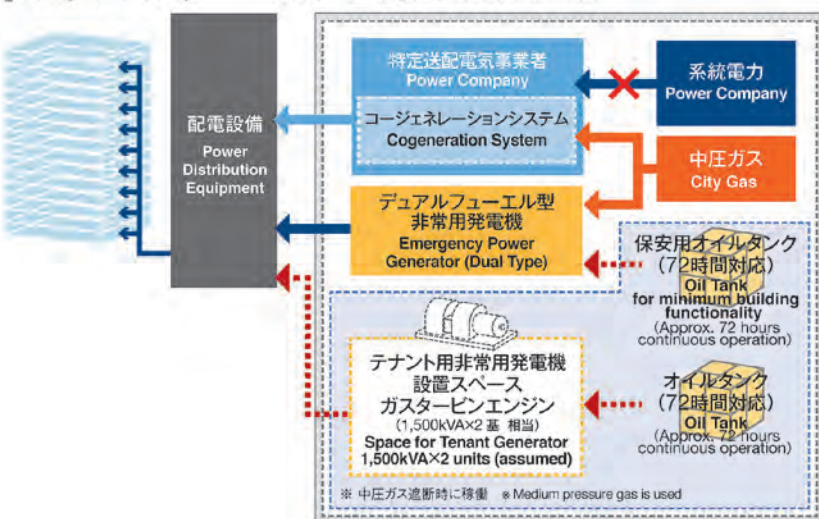 特定送配電気事業者
Power Company
コージェネレーションシステム
Cogeneration System
系統電力
Power Company
中圧ガス
City Gas
配電設備
Power
Distribution
Equipment
デュアルフューエル型
非常用発電機
Emergency Power
Generator (Dual Type)
保安用オイルタンク
(72時間対応)
Oil Tank
for minimum building
functionality
(Approx. 72 hours
continuous operation)
テナント用非常用発電機
設置スペース
ガスタービンエンジン
(1,500kVA×2 基 相当)
Space for Tenant Generator
1,500kVA×2 units (assumed)
オイルタンク
(72時間対応)
Oil Tank
(Approx. 72 hours
continuous operation)
※ 中圧ガス遮断時に稼働 ※ Medium pressure gas is used